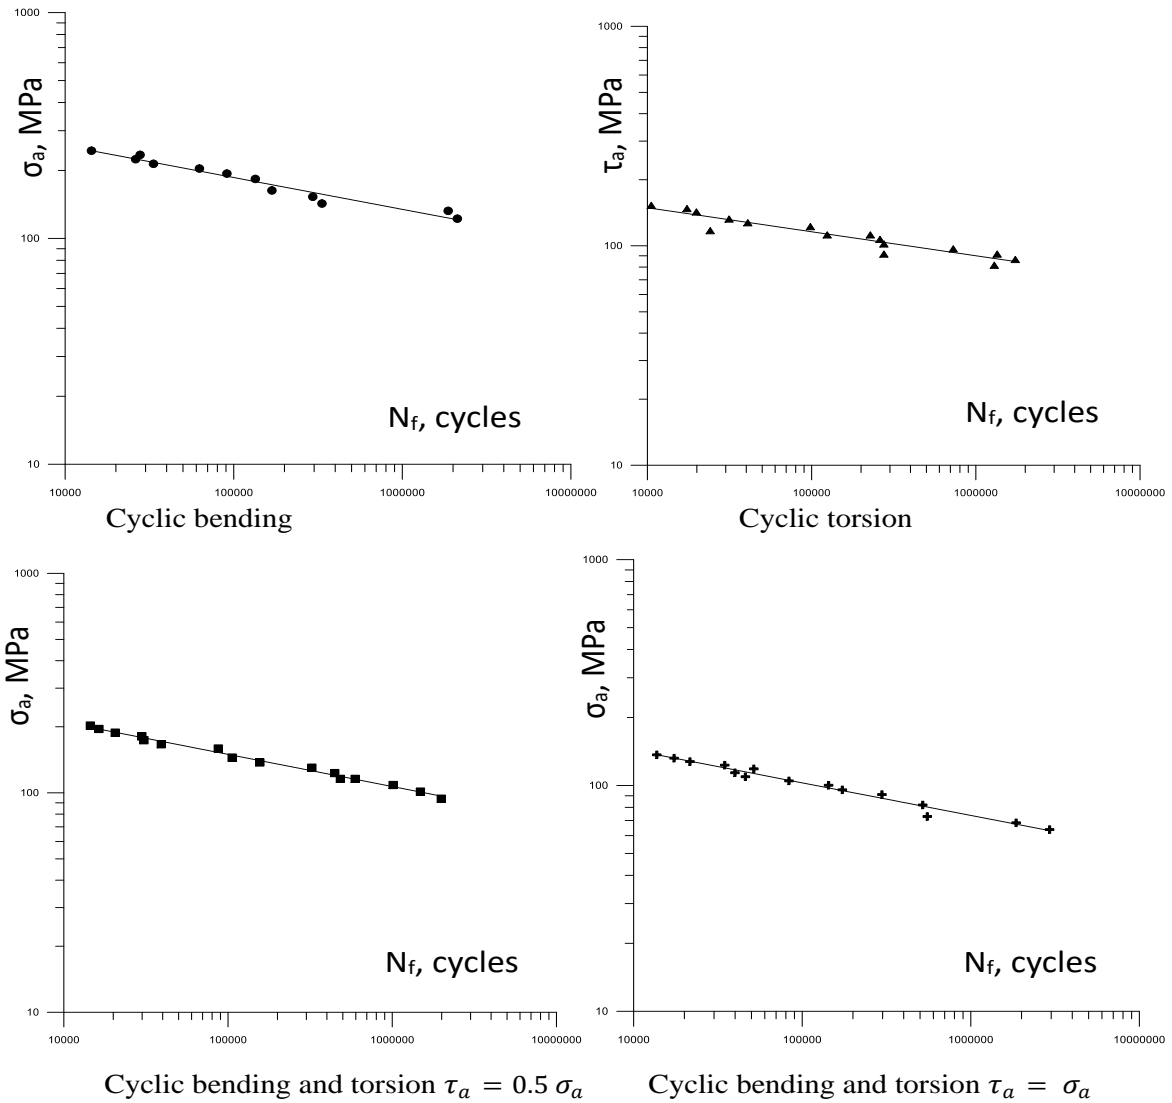 1000
σa, MPa
100
10
10000 100000 1000000 10000000
Nf, cycles
Cyclic bending
1000
τa, MPa
100
10
10000 100000 1000000 10000000
Nf, cycles
Cyclic torsion
1000
σa, MPa
100
10
10000 100000 1000000 10000000
Nf, cycles
Cyclic bending and torsion τa = 0.5 σa
1000
σa, MPa
100
10
10000 100000 1000000 10000000
Nf, cycles
Cyclic bending and torsion τa = σa